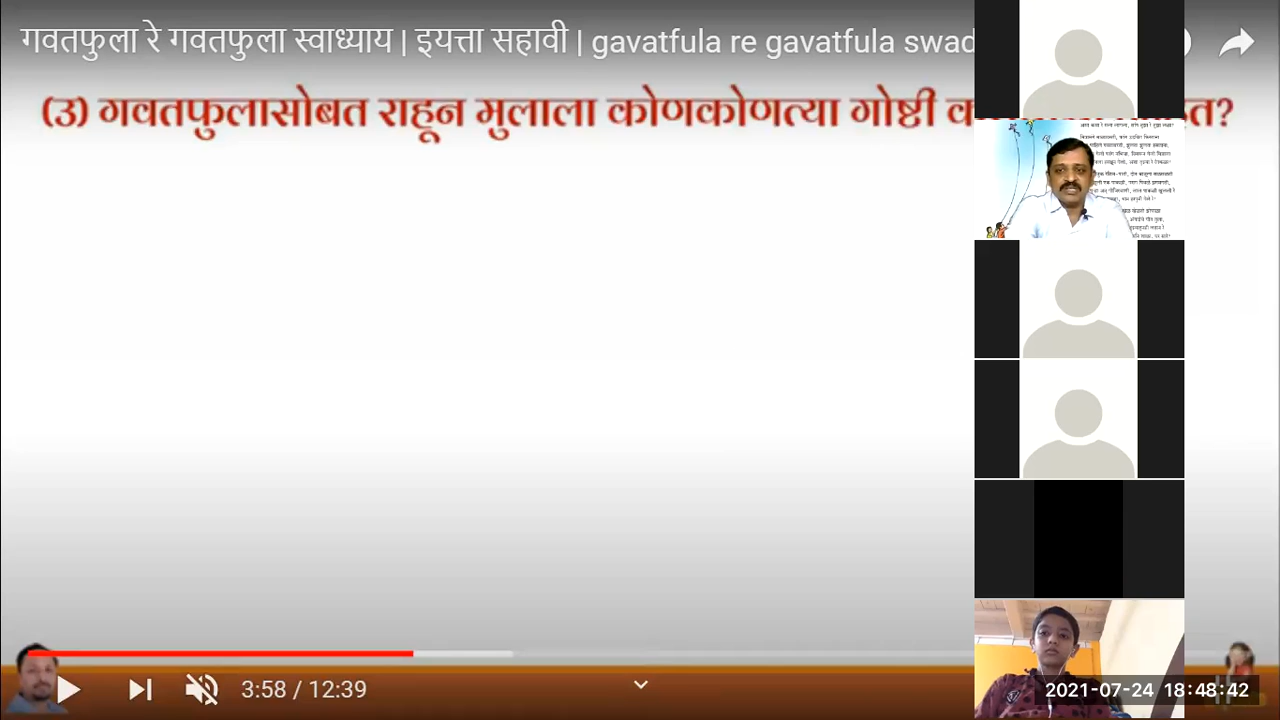 गवतफुला रे गवतफुला स्वाध्याय | इयत्ता सहावी | gavatfula re gavatfula swad
(उ) गवतफुलासोबत राहून मुलाला कोणकोणत्या गोष्टी त?
3:58 / 12:39
2021-07-24 18:48:42